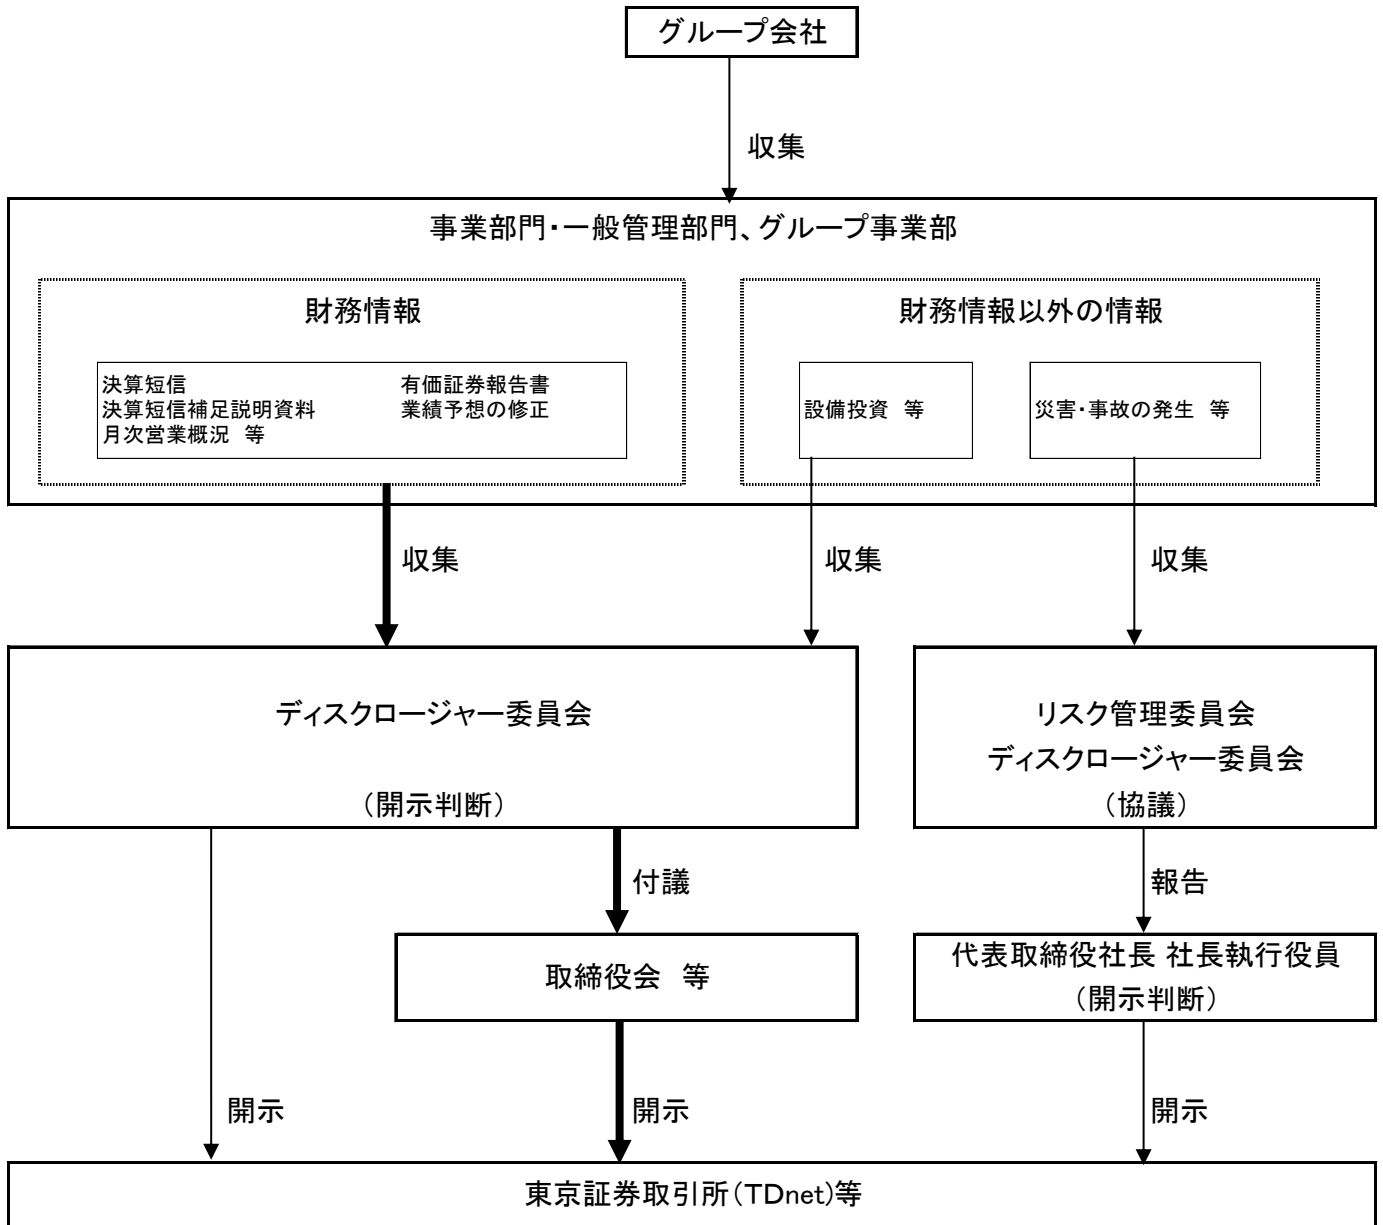 グループ会社
収集
事業部門・一般管理部門、グループ事業部
財務情報
決算短信　有価証券報告書
決算短信補足説明資料　業績予想の修正
月次営業概況　等
財務情報以外の情報
設備投資　等
災害・事故の発生　等
収集
収集
収集
ディスクロージャー委員会
（開示判断）
リスク管理委員会
ディスクロージャー委員会
（協議）
付議
報告
取締役会　等
代表取締役社長 社長執行役員
（開示判断）
開示
開示
開示
東京証券取引所（TDnet）等